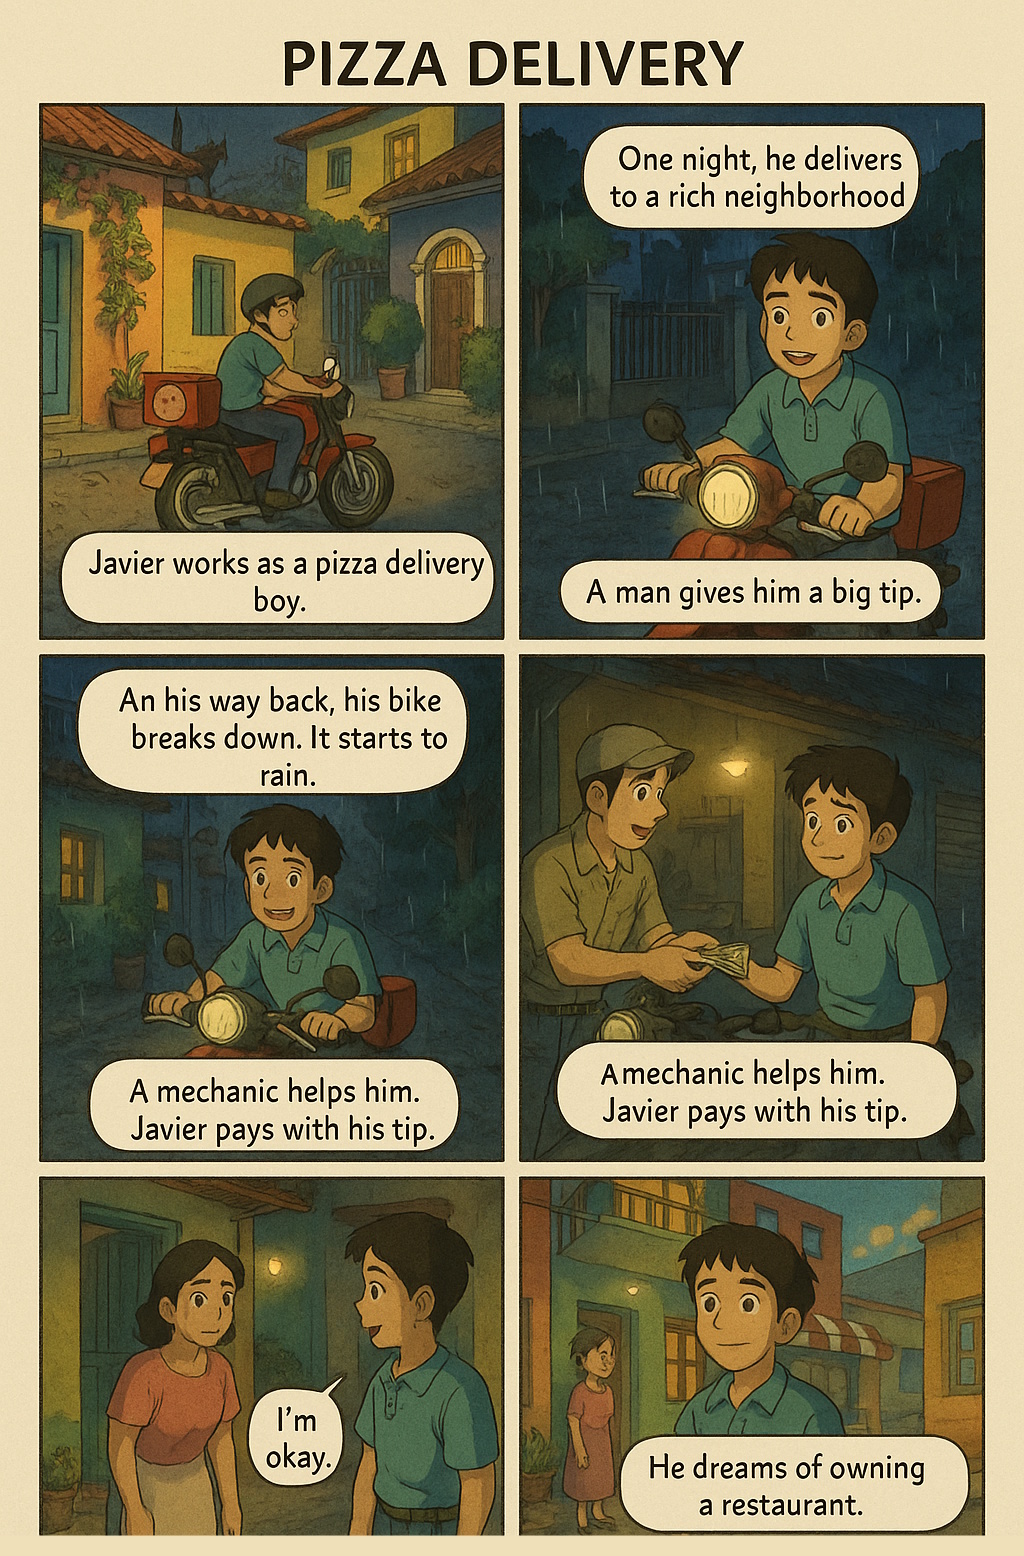 PIZZA DELIVERY
Javier works as a pizza delivery
boy.
One night, he delivers
to a rich neighborhood
A man gives him a big tip.
An his way back, his bike
breaks down. It starts to
rain.
A mechanic helps him.
Javier pays with his tip.
A mechanic helps him.
Javier pays with his tip.
I'm
okay.
He dreams of owning
a restaurant.